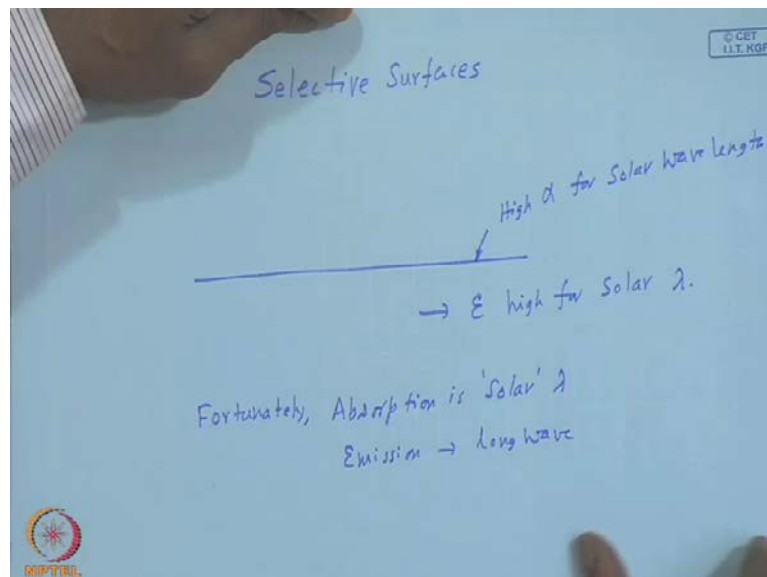 © CET
I.I.T. KGP
Selective Surfaces
High α for Solar Wave length
→ ε high for Solar λ.
Fortunately, Absorption is 'Solar' λ
Emission → long wave
NPTEL